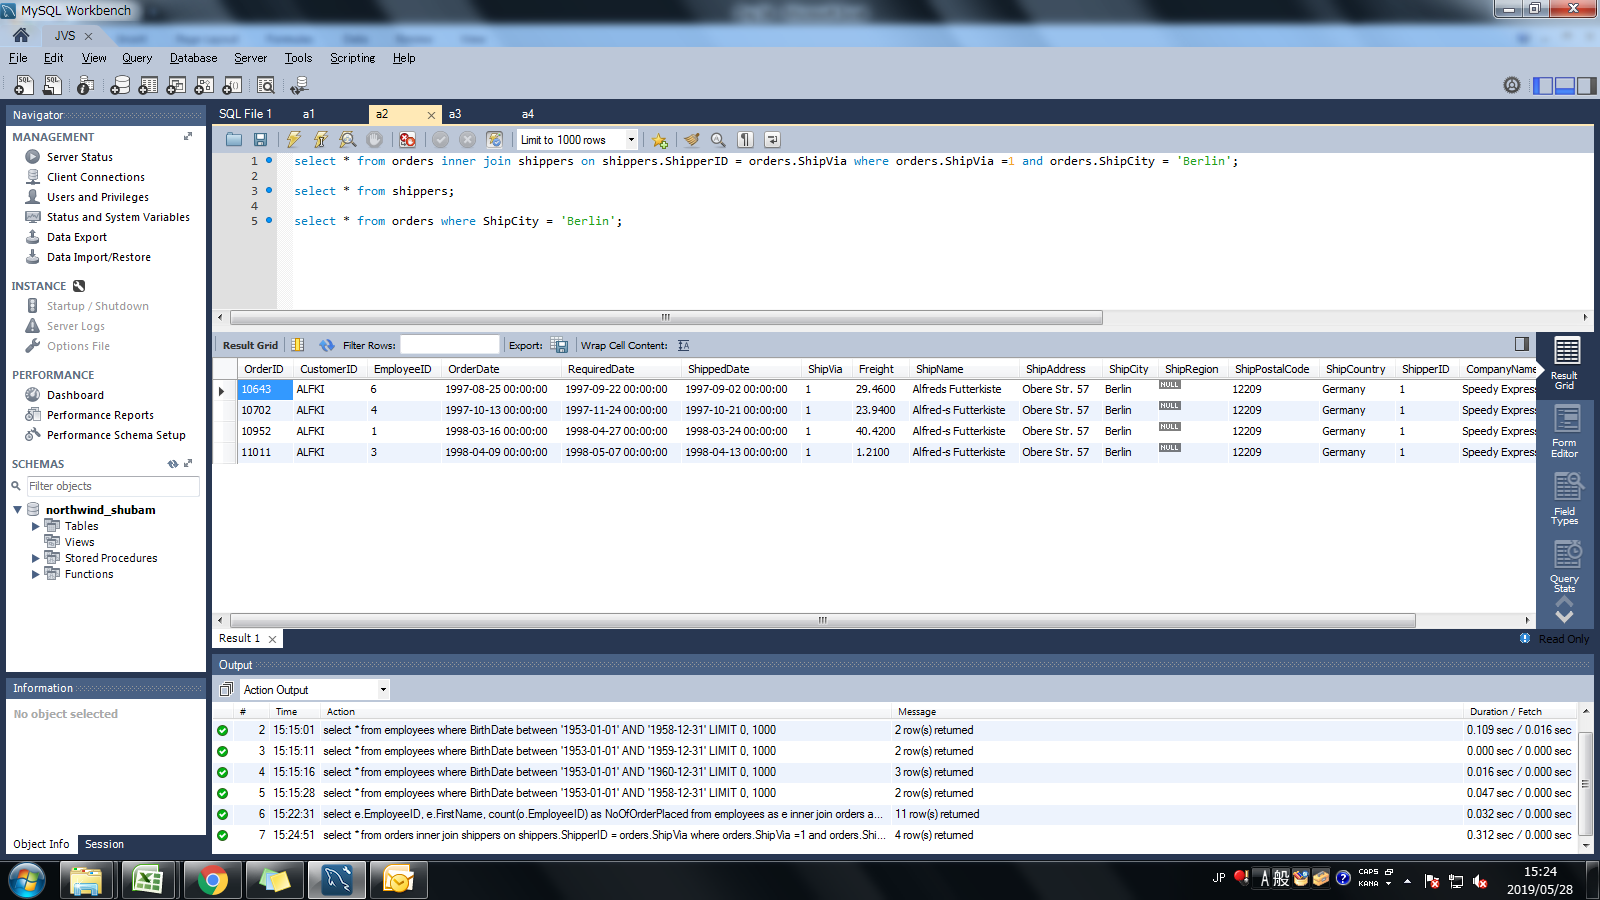 MySQL Workbench
JVS
File Edit View Query Database Server Tools Scripting Help
Navigator
MANAGEMENT
Server Status
Client Connections
Users and Privileges
Status and System Variables
Data Export
Data Import/Restore
INSTANCE
Startup / Shutdown
Server Logs
Options File
PERFORMANCE
Dashboard
Performance Reports
Performance Schema Setup
SCHEMAS
Filter objects
northwind_shubam
Tables
Views
Stored Procedures
Functions
Information
No object selected
Object Info Session
SQL File 1 a1 a2 a3 a4
Limit to 1000 rows
1 select * from orders inner join shippers on shippers.ShipperID = orders.ShipVia where orders.ShipVia =1 and orders.ShipCity = 'Berlin';
2
3 select * from shippers;
4
5 select * from orders where ShipCity = 'Berlin';
Result Grid Filter Rows: Export: Wrap Cell Content:
OrderID CustomerID EmployeeID OrderDate RequiredDate ShippedDate ShipVia Freight ShipName ShipAddress ShipCity ShipRegion ShipPostalCode ShipCountry ShipperID CompanyName
10643 ALFKI 6 1997-08-25 00:00:00 1997-09-22 00:00:00 1997-09-02 00:00:00 1 29.4600 Alfreds Futterkiste Obere Str. 57 Berlin NULL 12209 Germany 1 Speedy Expres
10702 ALFKI 4 1997-10-13 00:00:00 1997-11-24 00:00:00 1997-10-21 00:00:00 1 23.9400 Alfred-s Futterkiste Obere Str. 57 Berlin NULL 12209 Germany 1 Speedy Expres
10952 ALFKI 1 1998-03-16 00:00:00 1998-04-27 00:00:00 1998-03-24 00:00:00 1 40.4200 Alfred-s Futterkiste Obere Str. 57 Berlin NULL 12209 Germany 1 Speedy Expres
11011 ALFKI 3 1998-04-09 00:00:00 1998-05-07 00:00:00 1998-04-13 00:00:00 1 1.2100 Alfred-s Futterkiste Obere Str. 57 Berlin NULL 12209 Germany 1 Speedy Expres
Result Grid
Form Editor
Field Types
Query Stats
Result 1
Read Only
Output
Action Output
# Time Action Message Duration / Fetch
2 15:15:01 select * from employees where BirthDate between '1953-01-01' AND '1958-12-31' LIMIT 0, 1000 2 row(s) returned 0.109 sec / 0.016 sec
3 15:15:11 select * from employees where BirthDate between '1953-01-01' AND '1959-12-31' LIMIT 0, 1000 2 row(s) returned 0.000 sec / 0.000 sec
4 15:15:16 select * from employees where BirthDate between '1953-01-01' AND '1960-12-31' LIMIT 0, 1000 3 row(s) returned 0.016 sec / 0.000 sec
5 15:15:28 select * from employees where BirthDate between '1953-01-01' AND '1958-12-31' LIMIT 0, 1000 2 row(s) returned 0.047 sec / 0.000 sec
6 15:22:31 select e.EmployeeID, e.FirstName, count(o.EmployeeID) as NoOfOrderPlaced from employees as e inner join orders a... 11 row(s) returned 0.032 sec / 0.000 sec
7 15:24:51 select * from orders inner join shippers on shippers.ShipperID = orders.ShipVia where orders.ShipVia =1 and orders.Shi... 4 row(s) returned 0.312 sec / 0.000 sec
JP A 般 CAPS KANA
15:24
2019/05/28